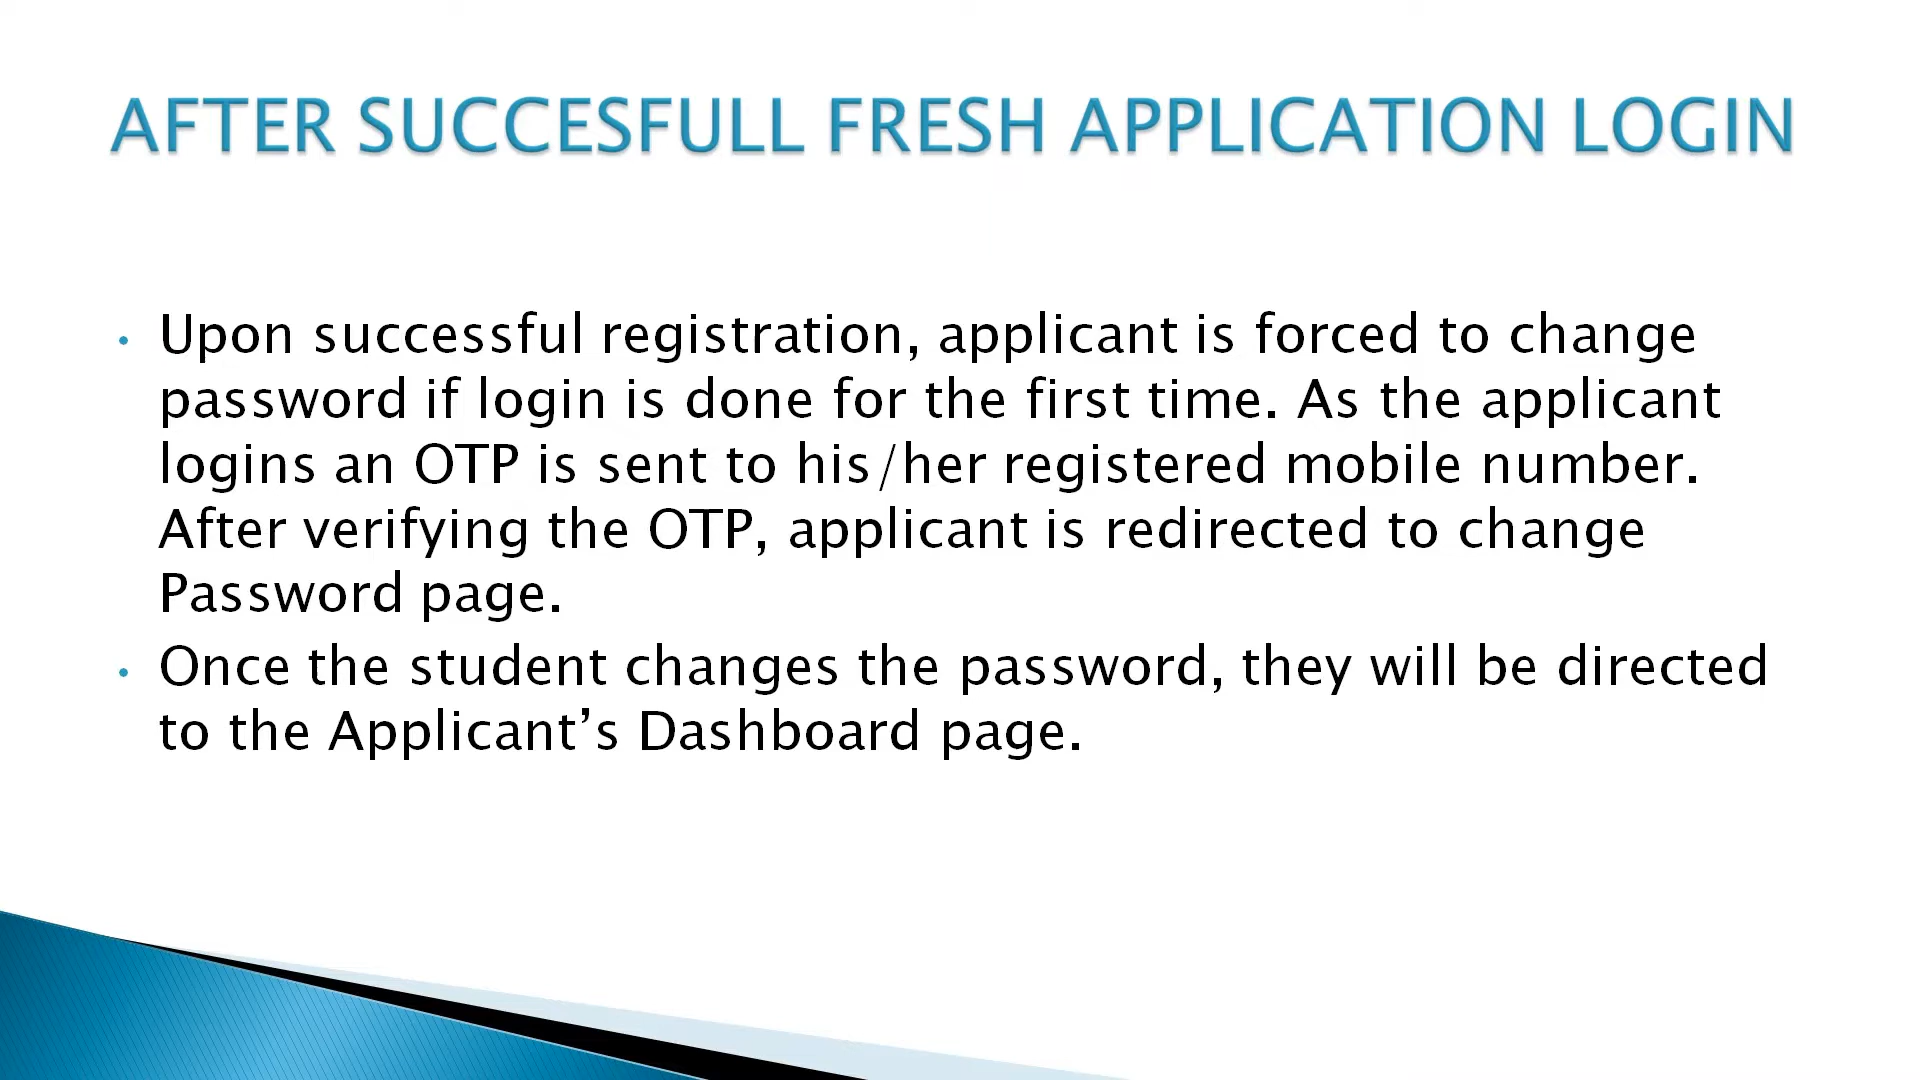 AFTER SUCCESFULL FRESH APPLICATION LOGIN
• Upon successful registration, applicant is forced to change
password if login is done for the first time. As the applicant
logins an OTP is sent to his/her registered mobile number.
After verifying the OTP, applicant is redirected to change
Password page.
• Once the student changes the password, they will be directed
to the Applicant’s Dashboard page.